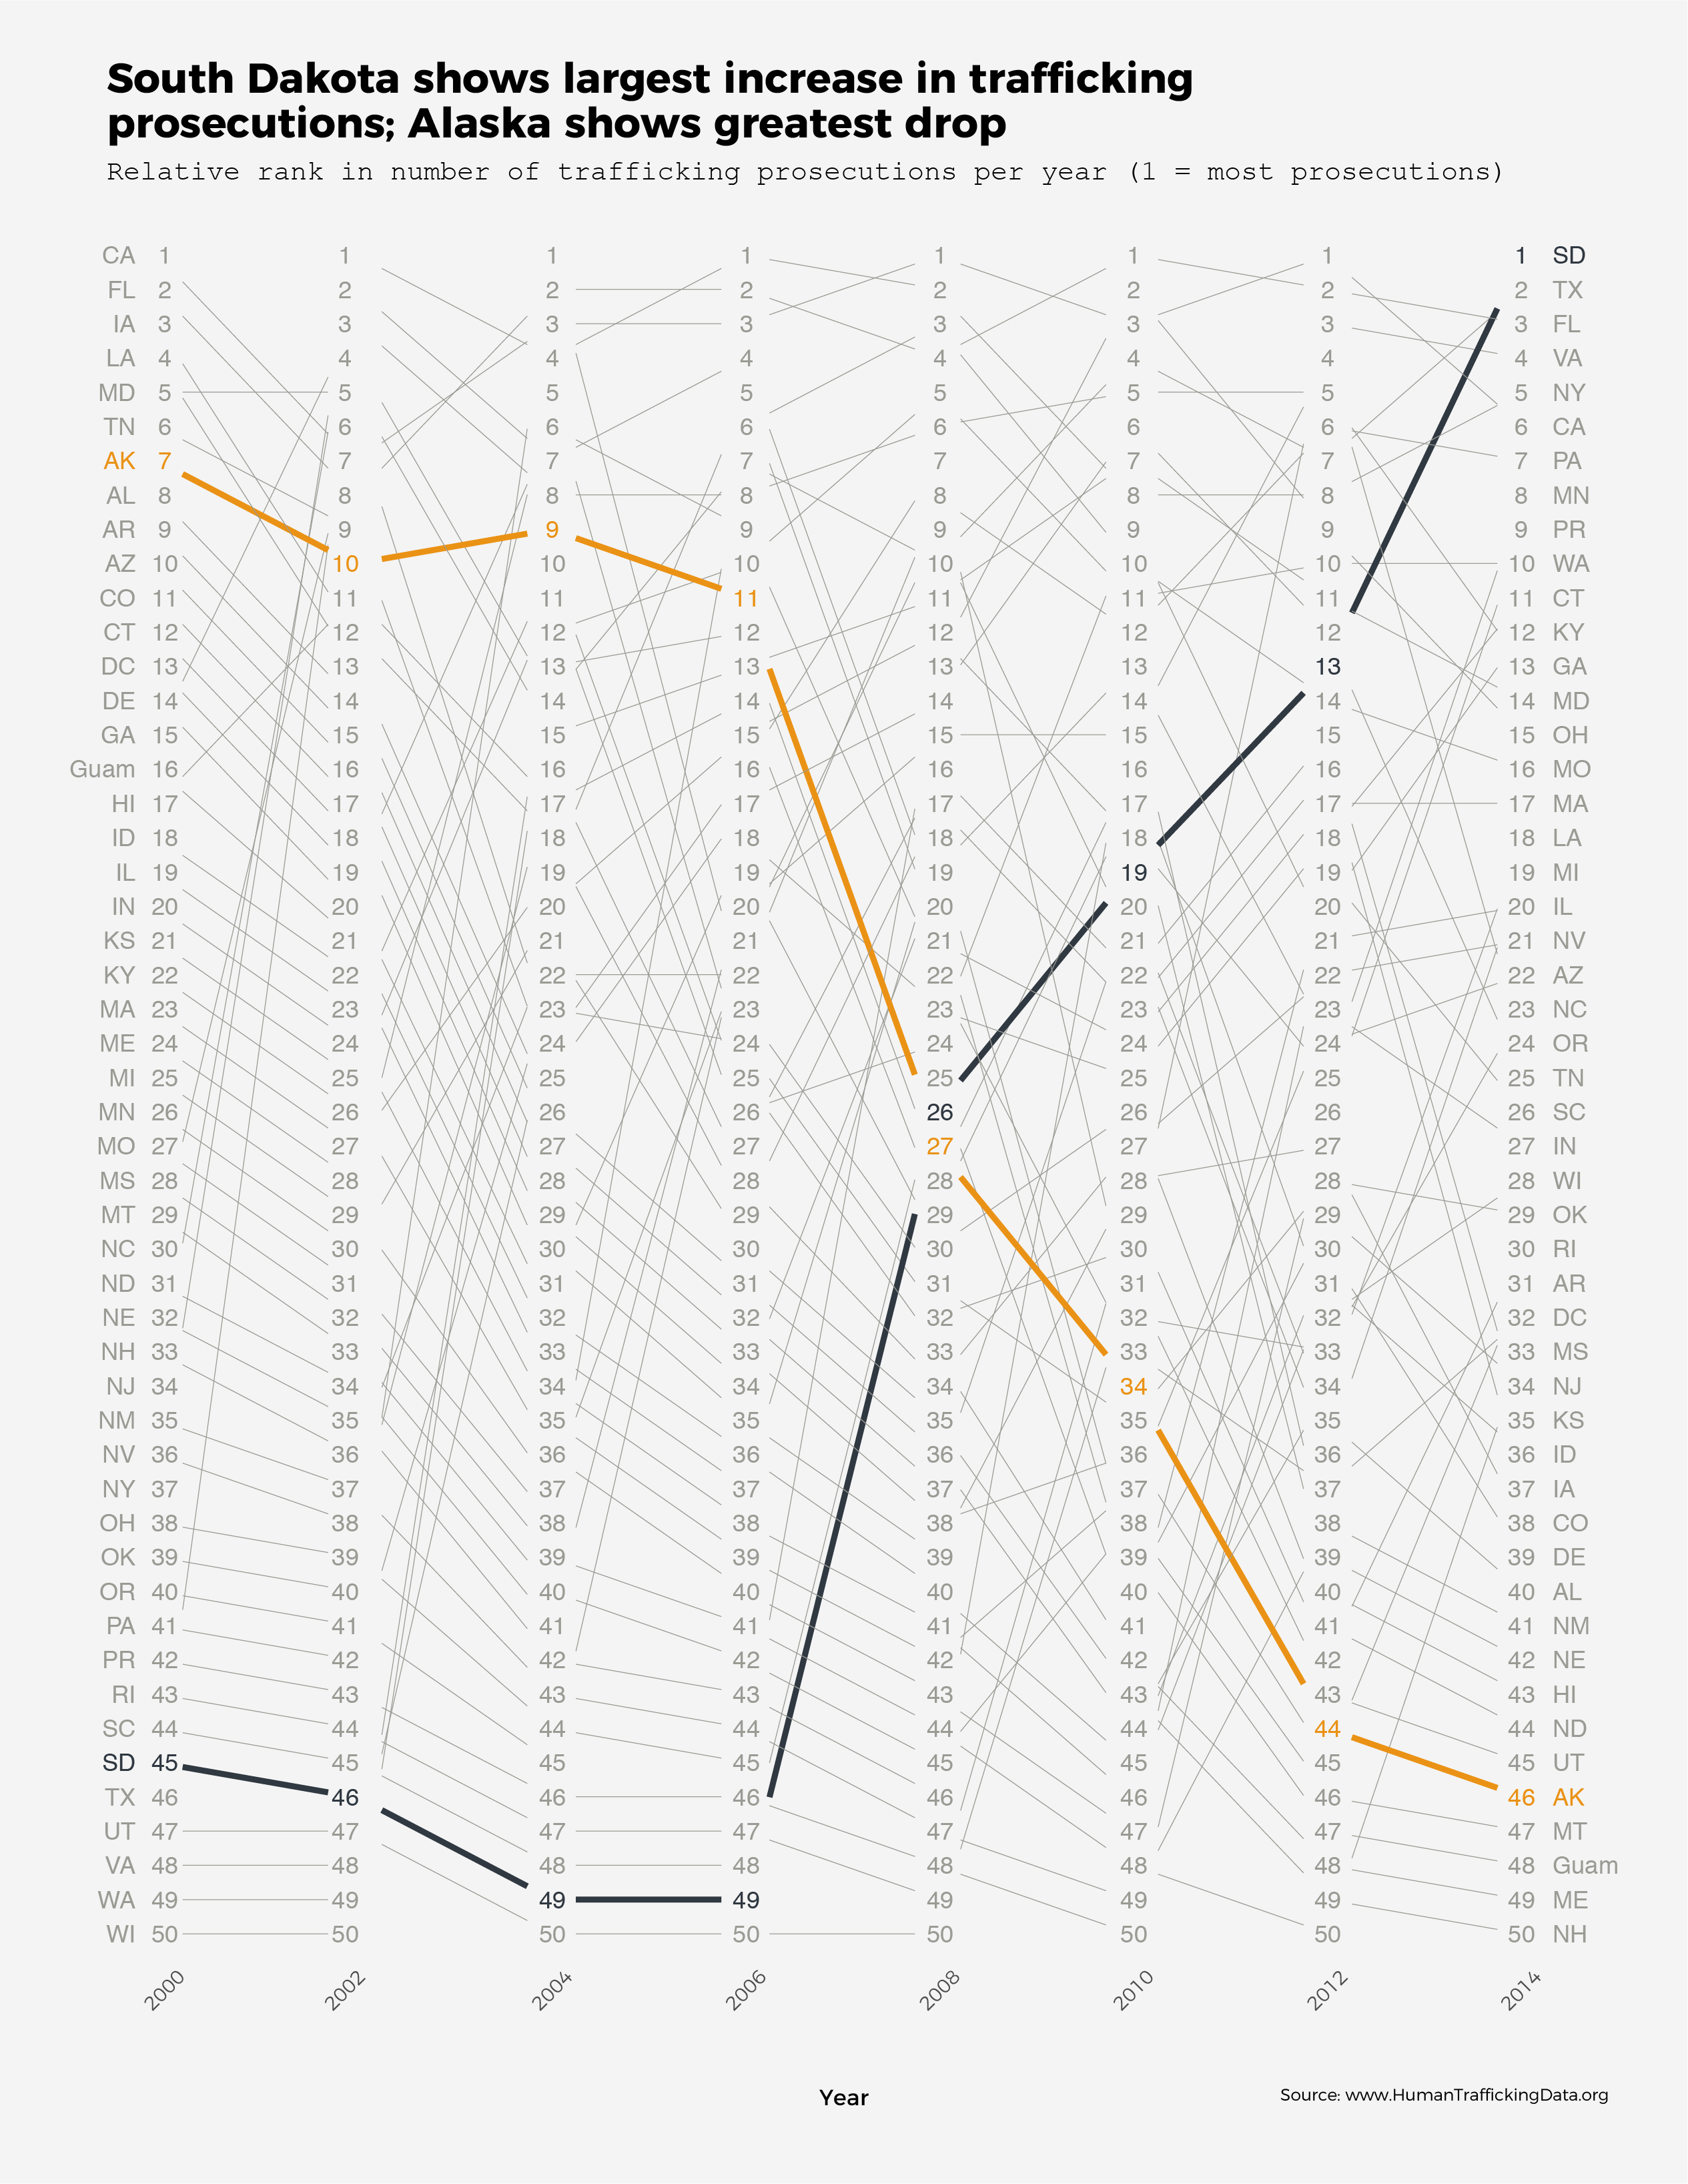 South Dakota shows largest increase in trafficking
prosecutions; Alaska shows greatest drop
Relative rank in number of trafficking prosecutions per year (1 = most prosecutions)
CA 1 1 1 1 1 1 1 1 SD
FL 2 2 2 2 2 2 2 2 TX
IA 3 3 3 3 3 3 3 3 FL
LA 4 4 4 4 4 4 4 4 VA
MD 5 5 5 5 5 5 5 5 NY
TN 6 6 6 6 6 6 6 6 CA
AK 7 7 7 7 7 7 7 7 PA
AL 8 8 8 8 8 8 8 8 MN
AR 9 9 9 9 9 9 9 9 PR
AZ 10 10 10 10 10 10 10 10 WA
CO 11 11 11 11 11 11 11 11 CT
CT 12 12 12 12 12 12 12 12 KY
DC 13 13 13 13 13 13 13 13 GA
DE 14 14 14 14 14 14 14 14 MD
GA 15 15 15 15 15 15 15 15 OH
Guam 16 16 16 16 16 16 16 16 MO
HI 17 17 17 17 17 17 17 17 MA
ID 18 18 18 18 18 18 18 18 LA
IL 19 19 19 19 19 19 19 19 MI
IN 20 20 20 20 20 20 20 20 IL
KS 21 21 21 21 21 21 21 21 NV
KY 22 22 22 22 22 22 22 22 AZ
MA 23 23 23 23 23 23 23 23 NC
ME 24 24 24 24 24 24 24 24 OR
MI 25 25 25 25 25 25 25 25 TN
MN 26 26 26 26 26 26 26 26 SC
MO 27 27 27 27 27 27 27 27 IN
MS 28 28 28 28 28 28 28 28 WI
MT 29 29 29 29 29 29 29 29 OK
NC 30 30 30 30 30 30 30 30 RI
ND 31 31 31 31 31 31 31 31 AR
NE 32 32 32 32 32 32 32 32 DC
NH 33 33 33 33 33 33 33 33 MS
NJ 34 34 34 34 34 34 34 34 NJ
NM 35 35 35 35 35 35 35 35 KS
NV 36 36 36 36 36 36 36 36 ID
NY 37 37 37 37 37 37 37 37 IA
OH 38 38 38 38 38 38 38 38 CO
OK 39 39 39 39 39 39 39 39 DE
OR 40 40 40 40 40 40 40 40 AL
PA 41 41 41 41 41 41 41 41 NM
PR 42 42 42 42 42 42 42 42 NE
RI 43 43 43 43 43 43 43 43 HI
SC 44 44 44 44 44 44 44 44 ND
SD 45 45 45 45 45 45 45 45 UT
TX 46 46 46 46 46 46 46 46 AK
UT 47 47 47 47 47 47 47 47 MT
VA 48 48 48 48 48 48 48 48 Guam
WA 49 49 49 49 49 49 49 49 ME
WI 50 50 50 50 50 50 50 50 NH
2000 2002 2004 2006 2008 2010 2012 2014
Year
Source: www.HumanTraffickingData.org